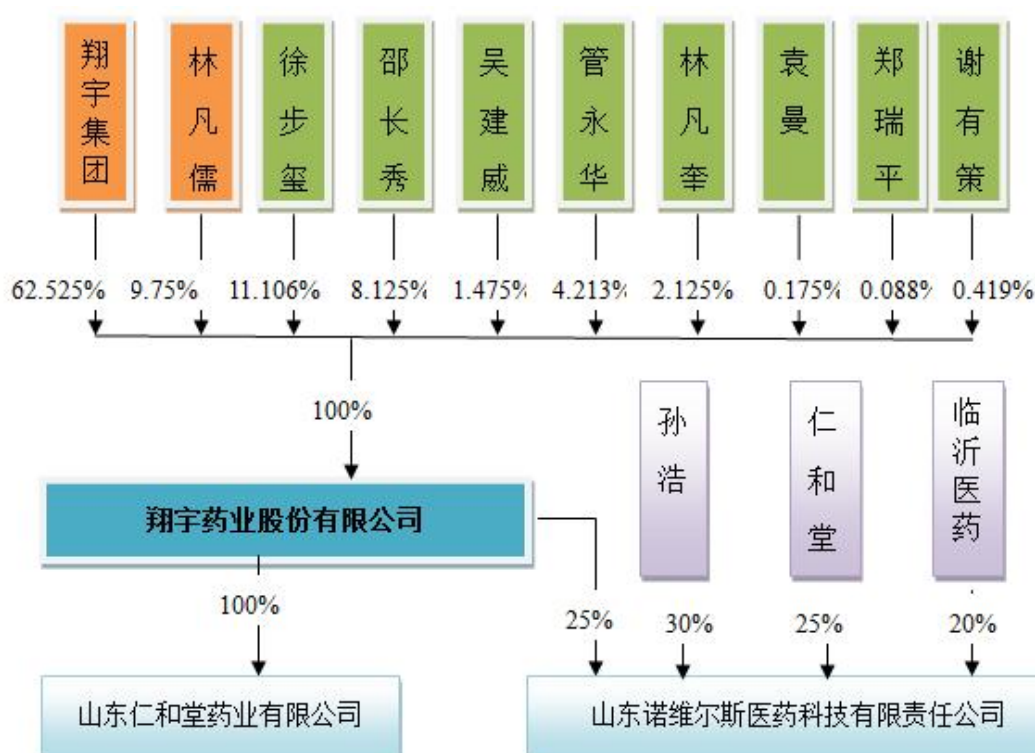 翔宇集团
林凡儒
徐步玺
邵长秀
吴建威
管永华
林凡奎
袁曼
郑瑞平
谢有策
62.525%
9.75%
11.106%
8.125%
1.475%
4.213%
2.125%
0.175%
0.088%
0.419%
100%
孙浩
仁和堂
临沂医药
翔宇药业股份有限公司
100%
25%
30%
25%
20%
山东仁和堂药业有限公司
山东诺维尔斯医药科技有限责任公司